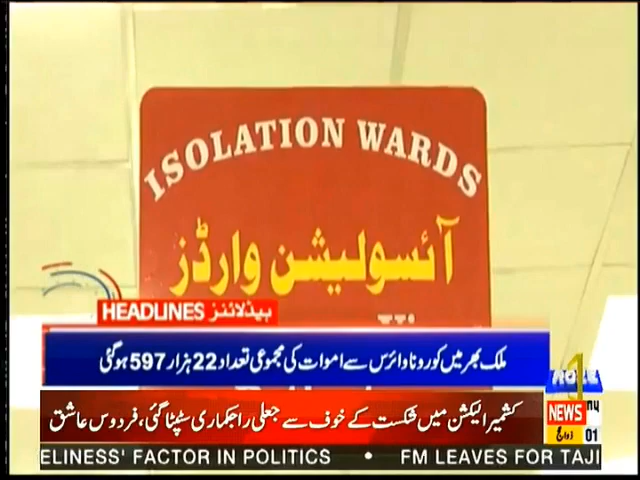 ISOLATION WARDS
آئسولیشن وارڈز
HEADLINES ہیڈلائنز
ملک بھر میں کورونا وائرس سے اموات کی مجموعی تعداد 22 ہزار 597 ہوگئی
کشمیر الیکشن میں شکست کے خوف سے جعلی راجکماری سٹپٹا گئی، فردوس عاشق
NEWS
01
ELINESS' FACTOR IN POLITICS • FM LEAVES FOR TAJI